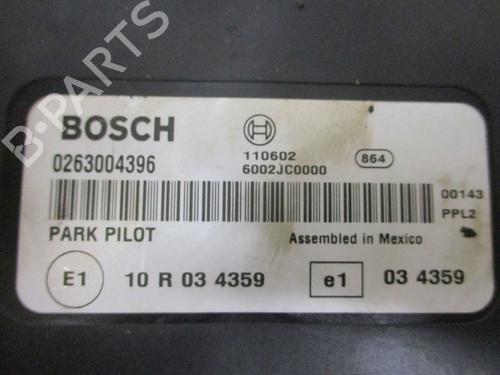 BOSCH
0263004396
110602
6002JC0000
864
00143
PPL2
PARK PILOT
Assembled in Mexico
E1
10 R 03 4359
e1
03 4359
B-PARTS